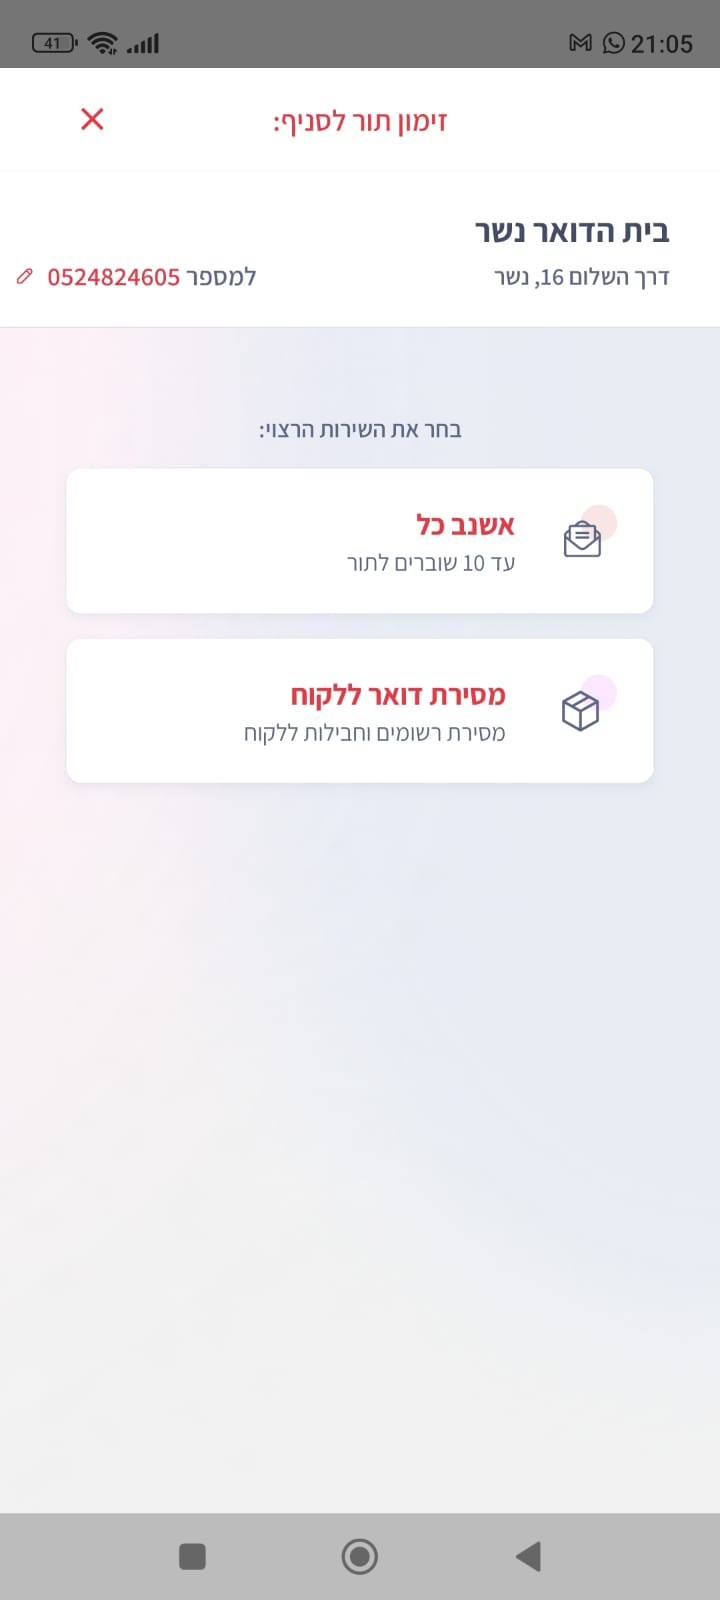 41
21:05
זימון תור לסניף:
בית הדואר נשר
דרך השלום 16, נשר
למספר 0524824605
בחר את השירות הרצוי:
אשנב כל
עד 10 שוברים לתור
מסירת דואר ללקוח
מסירת רשומים וחבילות ללקוח